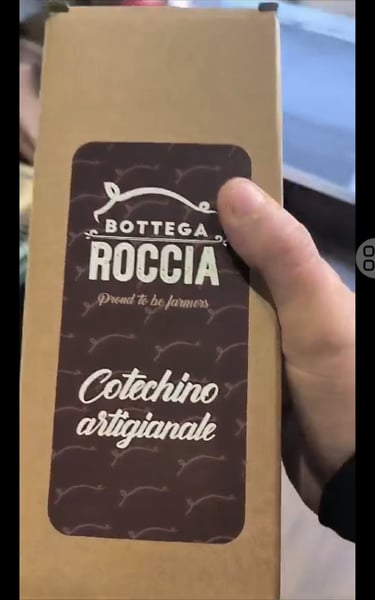 BOTTEGA
ROCCIA
Proud to be farmers
Cotechino
artigianale